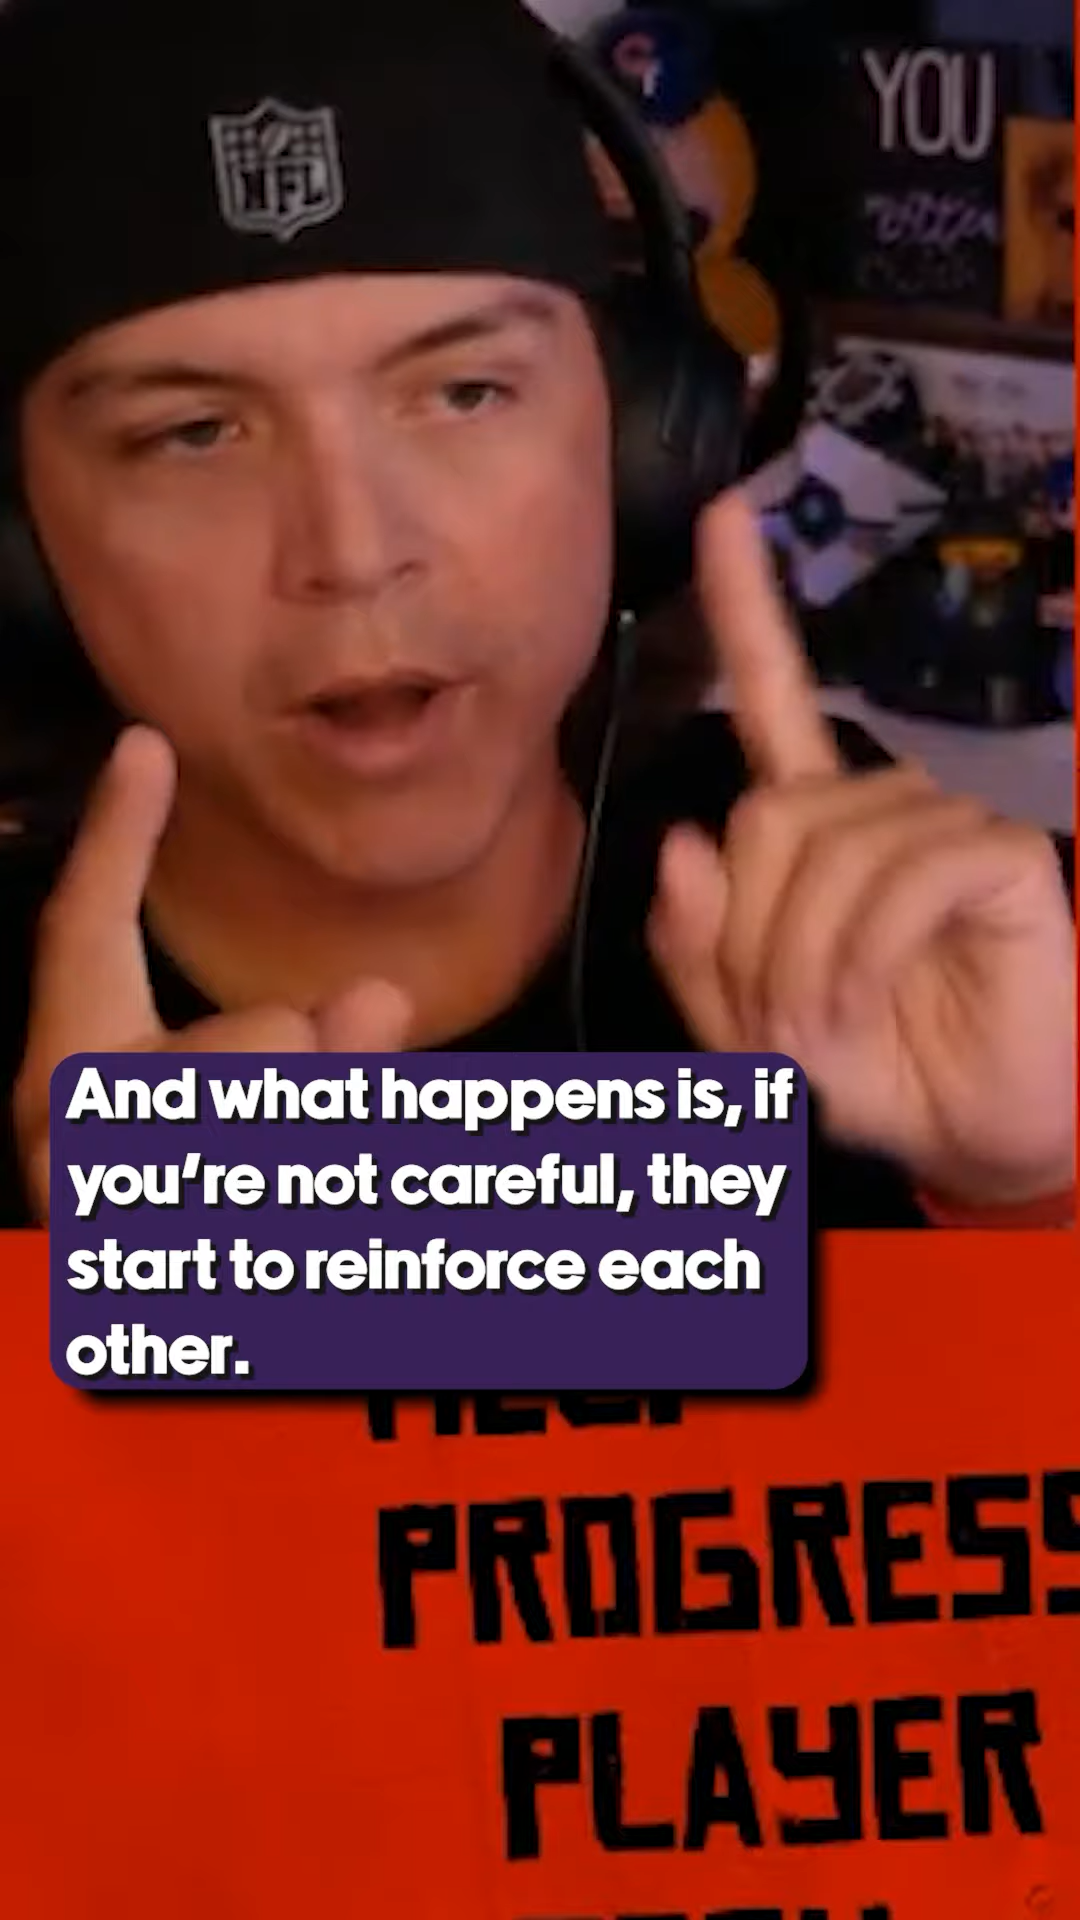 NFL
YOU
And what happens is, if
you're not careful, they
start to reinforce each
other.
PROGRESS
PLAYER